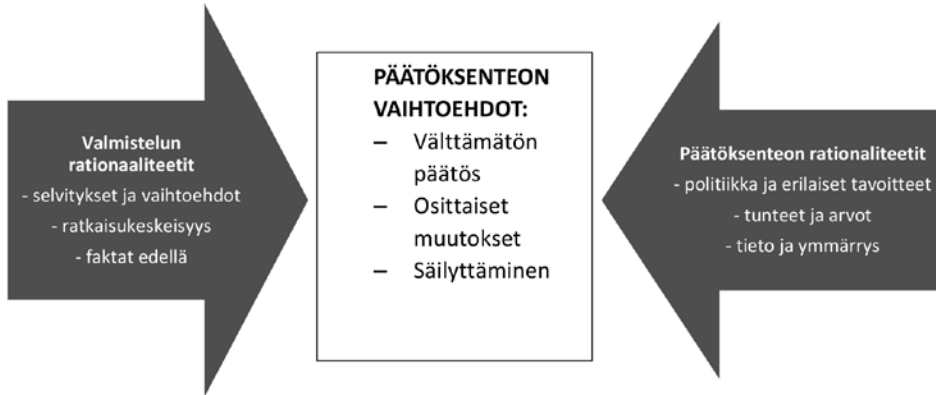 Valmistelun
rationaaliteetit
- selvitykset ja vaihtoehdot
- ratkaisukeskeisyys
- faktat edellä
PÄÄTÖKSENTEON
VAIHTOEHDOT:
– Välttämätön
päätös
– Osittaiset
muutokset
– Säilyttäminen
Päätöksenteon rationaliteetit
- politiikka ja erilaiset tavoitteet
- tunteet ja arvot
- tieto ja ymmärrys